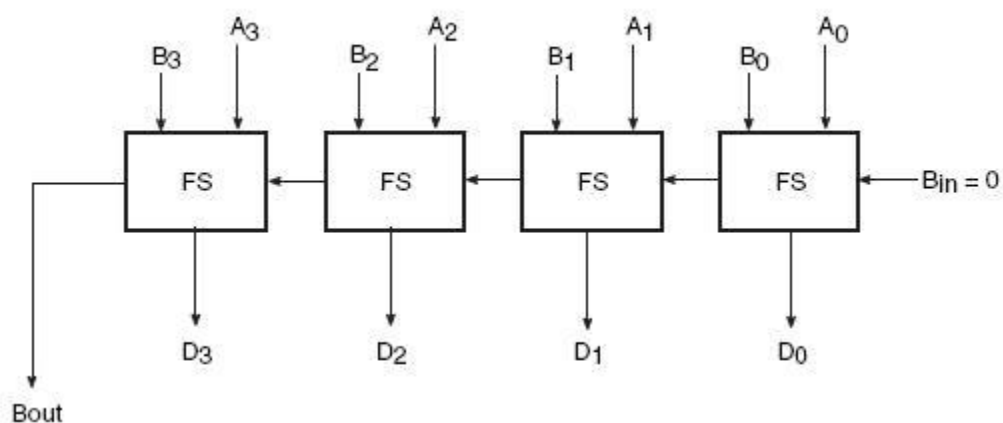 B3 A3 B2 A2 B1 A1 B0 A0
FS FS FS FS Bin = 0
D3 D2 D1 D0
Bout